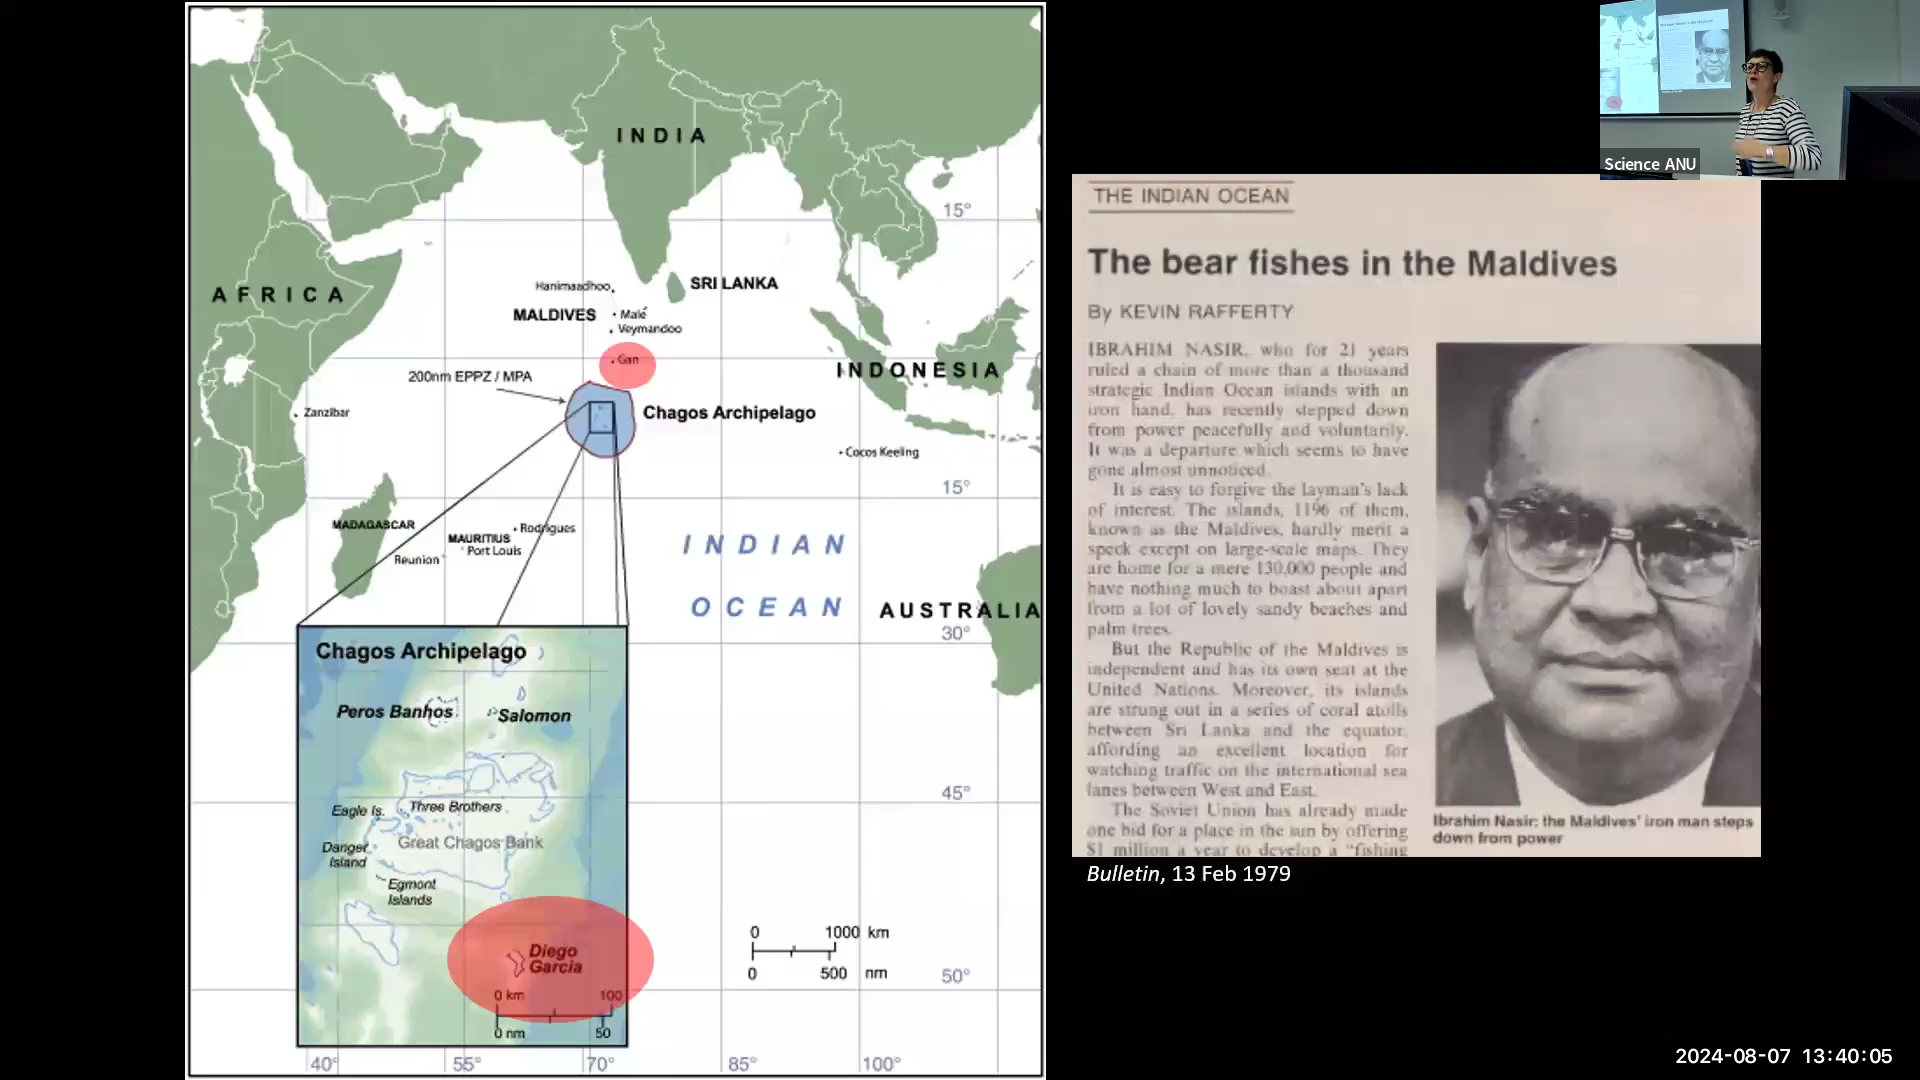 INDIA
15°
AFRICA
Hanimaadhoo
SRI LANKA
MALDIVES
Malé
Veymandoo
Gan
INDONESIA
200nm EPPZ / MPA
Zanzibar
Chagos Archipelago
Cocos Keeling
15°
MADAGASCAR
Rodrigues
MAURITIUS
Port Louis
Reunion
INDIAN
OCEAN
AUSTRALIA
30°
Chagos Archipelago
Peros Banhos
Salomon
Eagle Is.
Three Brothers
45°
Great Chagos Bank
Danger
Island
Egmont
Islands
Diego
Garcia
0 km 100
0 nm 50
0 1000 km
0 500 nm
50°
40° 55° 70° 85° 100°
Science ANU
THE INDIAN OCEAN
The bear fishes in the Maldives
By KEVIN RAFFERTY
IBRAHIM NASIR, who for 21 years
ruled a chain of more than a thousand
strategic Indian Ocean islands with an
iron hand, has recently stepped down
from power peacefully and voluntarily.
It was a departure which seems to have
gone almost unnoticed.
It is easy to forgive the layman's lack
of interest. The islands, 1196 of them,
known as the Maldives, hardly merit a
speck except on large-scale maps. They
are home for a mere 130,000 people and
have nothing much to boast about apart
from a lot of lovely sandy beaches and
palm trees.
But the Republic of the Maldives is
independent and has its own seat at the
United Nations. Moreover, its islands
are strung out in a series of coral atolls
between Sri Lanka and the equator,
affording an excellent location for
watching traffic on the international sea
lanes between West and East.
The Soviet Union has already made
one bid for a place in the sun by offering
$1 million a year to develop a "fishing
Ibrahim Nasir: the Maldives' iron man steps
down from power
Bulletin, 13 Feb 1979
2024-08-07 13:40:05